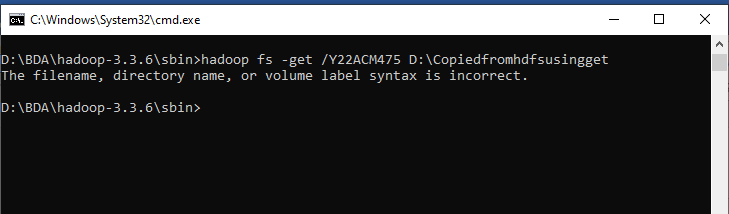 C:\Windows\System32\cmd.exe
D:\BDA\hadoop-3.3.6\sbin>hadoop fs -get /Y22ACM475 D:\Copiedfromhdfsusingget
The filename, directory name, or volume label syntax is incorrect.
D:\BDA\hadoop-3.3.6\sbin>